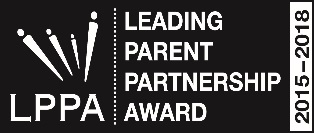 LPPA
LEADING
PARENT
PARTNERSHIP
AWARD
2015–2018